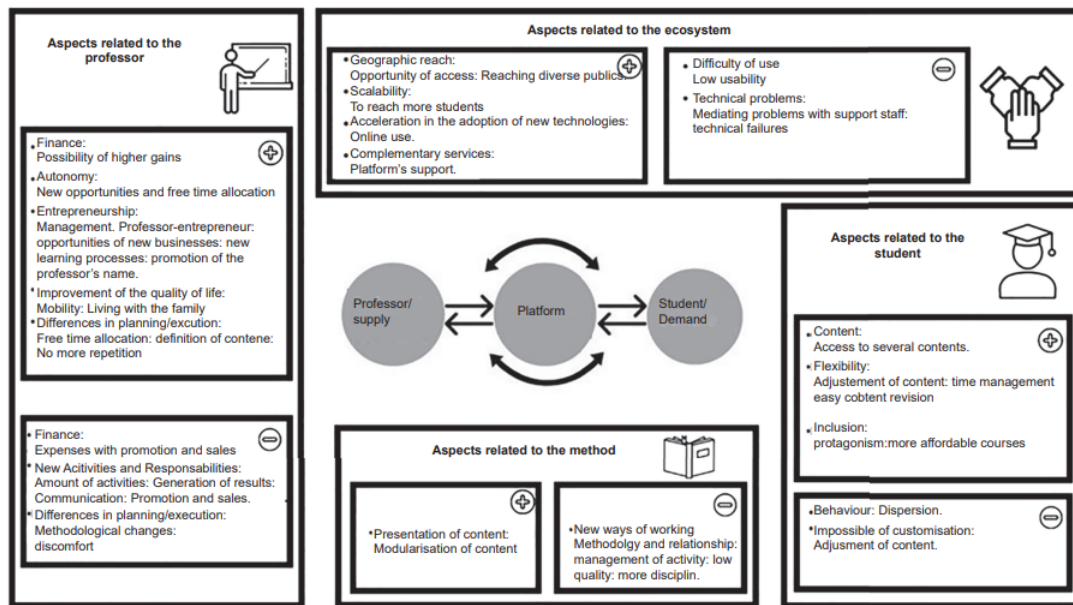 Aspects related to the
professor
Finance:
Possibility of higher gains
Autonomy:
New opportunities and free time allocation
Entrepreneurship:
Management. Professor-entrepreneur:
opportunities of new businesses: new
learning processes: promotion of the
professor's name.
Improvement of the quality of life:
Mobility: Living with the family
Differences in planning/excution:
Free time allocation: definition of contene:
No more repetition
Finance:
Expenses with promotion and sales
New Acitivities and Responsabilities:
Amount of activities: Generation of results:
Communication: Promotion and sales.
Differences in planning/execution:
Methodological changes:
discomfort
Aspects related to the ecosystem
Geographic reach:
Opportunity of access: Reaching diverse publics.
Scalability:
To reach more students
Acceleration in the adoption of new technologies:
Online use.
Complementary services:
Platform's support.
Difficulty of use
Low usability
Technical problems:
Mediating problems with support staff:
technical failures
Professor/
supply
Platform
Student/
Demand
Aspects related to the method
Presentation of content:
Modularisation of content
New ways of working
Methodolgy and relationship:
management of activity: low
quality: more disciplin.
Aspects related to the
student
Content:
Access to several contents.
Flexibility:
Adjustement of content: time management
easy cobtent revision
Inclusion:
protagonism:more affordable courses
Behaviour: Dispersion.
Impossible of customisation:
Adjusment of content.